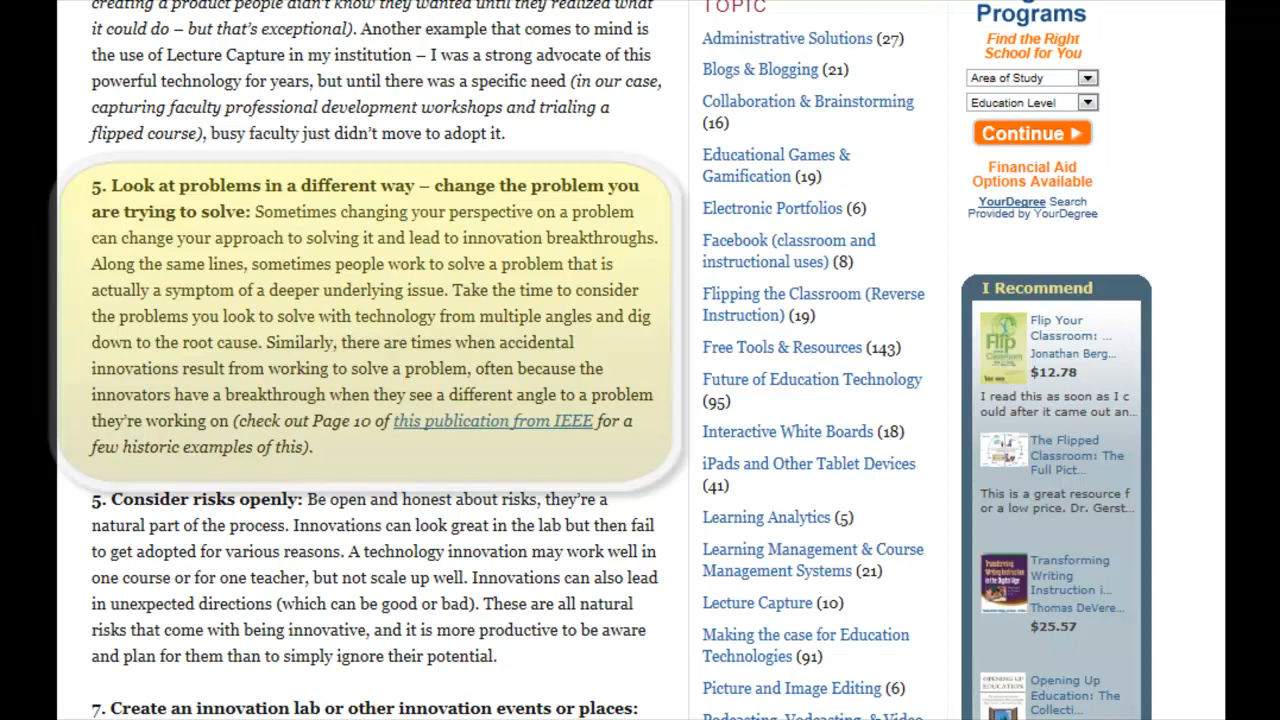 creating a product people didn't know they wanted until they realized what
it could do – but that's exceptional). Another example that comes to mind is
the use of Lecture Capture in my institution – I was a strong advocate of this
powerful technology for years, but until there was a specific need (in our case,
capturing faculty professional development workshops and trialing a
flipped course), busy faculty just didn't move to adopt it.
5. Look at problems in a different way – change the problem you
are trying to solve: Sometimes changing your perspective on a problem
can change your approach to solving it and lead to innovation breakthroughs.
Along the same lines, sometimes people work to solve a problem that is
actually a symptom of a deeper underlying issue. Take the time to consider
the problems you look to solve with technology from multiple angles and dig
down to the root cause. Similarly, there are times when accidental
innovations result from working to solve a problem, often because the
innovators have a breakthrough when they see a different angle to a problem
they're working on (check out Page 10 of this publication from IEEE for a
few historic examples of this).
5. Consider risks openly: Be open and honest about risks, they're a
natural part of the process. Innovations can look great in the lab but then fail
to get adopted for various reasons. A technology innovation may work well in
one course or for one teacher, but not scale up well. Innovations can also lead
in unexpected directions (which can be good or bad). These are all natural
risks that come with being innovative, and it is more productive to be aware
and plan for them than to simply ignore their potential.
7. Create an innovation lab or other innovation events or places:
TOPIC
Administrative Solutions (27)
Blogs & Blogging (21)
Collaboration & Brainstorming
(16)
Educational Games &
Gamification (19)
Electronic Portfolios (6)
Facebook (classroom and
instructional uses) (8)
Flipping the Classroom (Reverse
Instruction) (19)
Free Tools & Resources (143)
Future of Education Technology
(95)
Interactive White Boards (18)
iPads and Other Tablet Devices
(41)
Learning Analytics (5)
Learning Management & Course
Management Systems (21)
Lecture Capture (10)
Making the case for Education
Technologies (91)
Picture and Image Editing (6)
Podcasting, Vodcasting, & Video
Programs
Find the Right
School for You
Area of Study
Education Level
Continue
Financial Aid
Options Available
YourDegree Search
Provided by YourDegree
I Recommend
Flip Your
Classroom: ...
Jonathan Berg...
$12.78
I read this as soon as I c
ould after it came out an...
The Flipped
Classroom: The
Full Pict...
This is a great resource f
or a low price. Dr. Gerst...
Transforming
Writing
Instruction i...
Thomas DeVere...
$25.57
Opening Up
Education: The
Collecti...